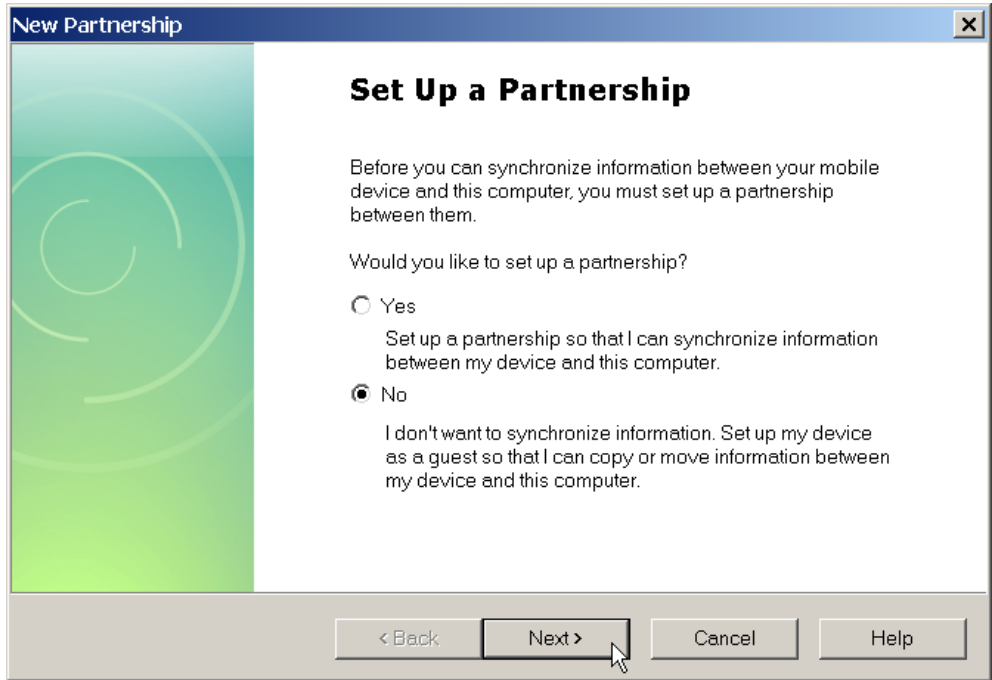 New Partnership
Set Up a Partnership
Before you can synchronize information between your mobile
device and this computer, you must set up a partnership
between them.
Would you like to set up a partnership?
Yes
Set up a partnership so that I can synchronize information
between my device and this computer.
No
I don't want to synchronize information. Set up my device
as a guest so that I can copy or move information between
my device and this computer.
< Back Next > Cancel Help